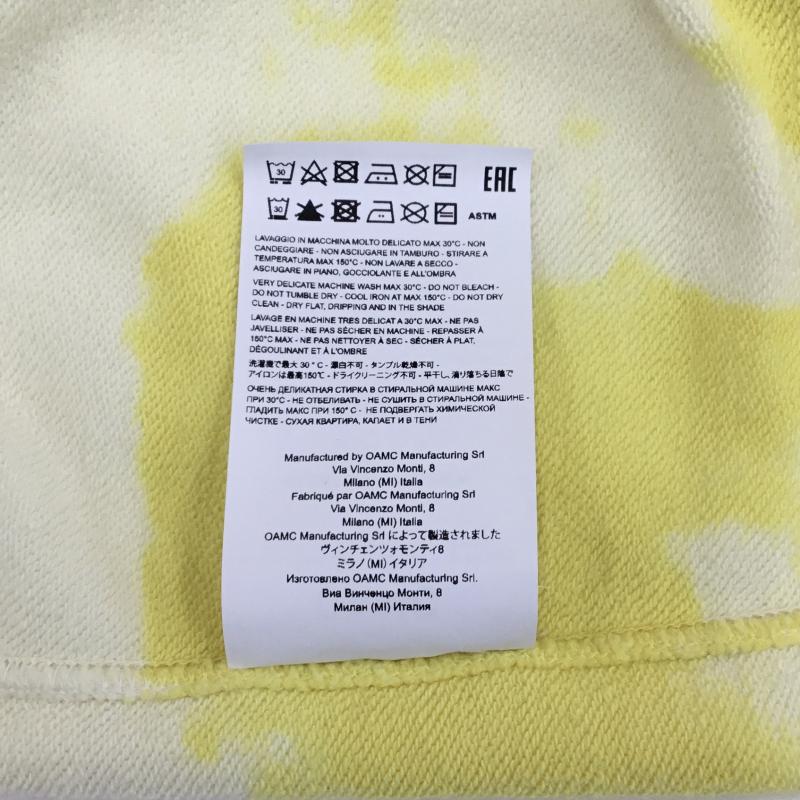 30 EAC
30 ASTM
LAVAGGIO IN MACCHINA MOLTO DELICATO MAX 30°C - NON
CANDEGGIARE - NON ASCIUGARE IN TAMBURO - STIRARE A
TEMPERATURA MAX 150°C - NON LAVARE A SECCO -
ASCIUGARE IN PIANO, GOCCIOLANTE E ALL'OMBRA
VERY DELICATE MACHINE WASH MAX 30°C - DO NOT BLEACH -
DO NOT TUMBLE DRY - COOL IRON AT MAX 150°C - DO NOT DRY
CLEAN - DRY FLAT, DRIPPING AND IN THE SHADE
LAVAGE EN MACHINE TRES DELICAT A 30°C MAX - NE PAS
JAVELLISER - NE PAS SÉCHER EN MACHINE - REPASSER À
150°C MAX - NE PAS NETTOYER À SEC - SÉCHER À PLAT,
DÉGOULINANT ET À L'OMBRE
洗濯機で最大 30 ° C - 漂白不可 - タンブル乾燥不可 -
アイロンは最高150℃ - ドライクリーニング不可 - 平干し、滴り落ちる日陰で
ОЧЕНЬ ДЕЛИКАТНАЯ СТИРКА В СТИРАЛЬНОЙ МАШИНЕ МАКС
ПРИ 30°C - НЕ ОТБЕЛИВАТЬ - НЕ СУШИТЬ В СТИРАЛЬНОЙ МАШИНЕ -
ГЛАДИТЬ МАКС ПРИ 150° C - НЕ ПОДВЕРГАТЬ ХИМИЧЕСКОЙ
ЧИСТКЕ - СУХАЯ КВАРТИРА, КАПАЕТ И В ТЕНИ
Manufactured by OAMC Manufacturing Srl
Via Vincenzo Monti, 8
Milano (MI) Italia
Fabriqué par OAMC Manufacturing Srl
Via Vincenzo Monti, 8
Milano (MI) Italia
OAMC Manufacturing Srl によって製造されました
ヴィンチェンツォモンティ8
ミラノ(MI)イタリア
Изготовлено OAMC Manufacturing Srl.
Виа Винченцо Монти, 8
Милан (MI) Италия